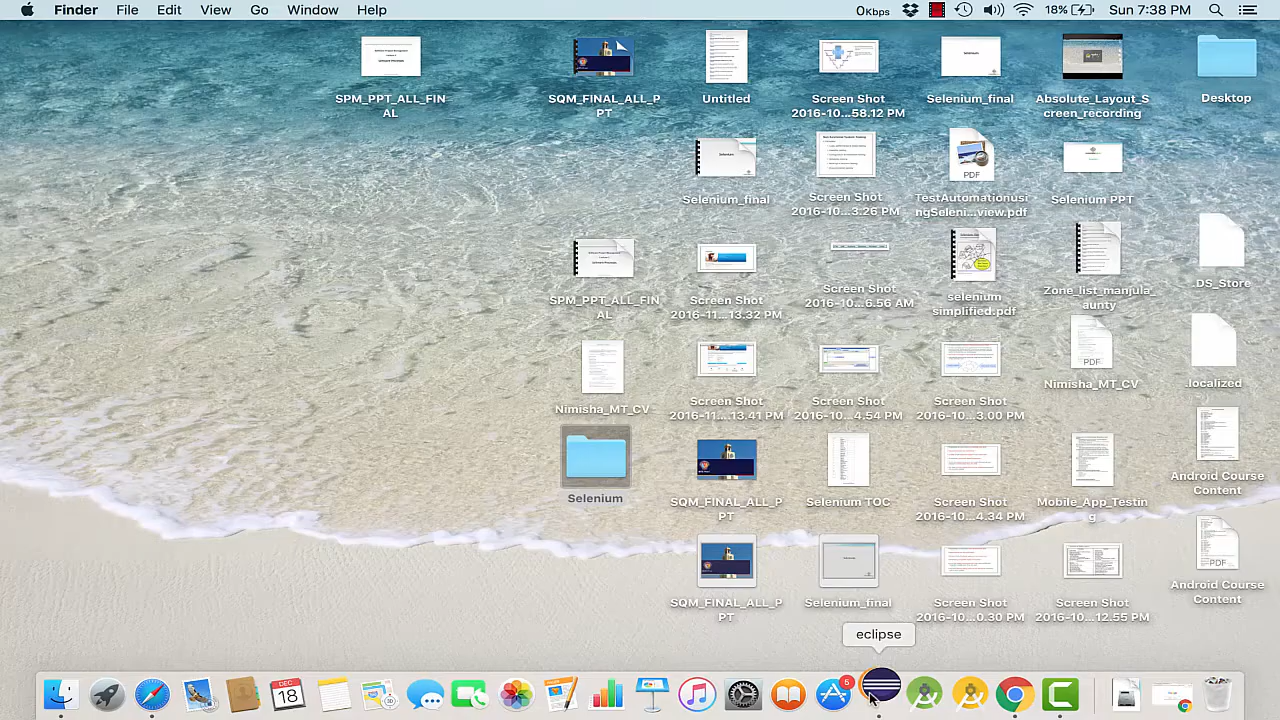 Finder File Edit View Go Window Help 0Kbps 18% Sun 7:38 PM
SPM_PPT_ALL_FIN
AL
SQM_FINAL_ALL_P
PT
Untitled
Screen Shot
2016-10...58.12 PM
Selenium_final
Absolute_Layout_S
creen_recording
Desktop
Selenium_final
Screen Shot
2016-10...3.26 PM
PDF
TestAutomationusi
ngSeleni...view.pdf
Selenium PPT
SPM_PPT_ALL_FIN
AL
Screen Shot
2016-11...13.32 PM
Screen Shot
2016-10...6.56 AM
selenium
simplified.pdf
Zone_list_manjula_
aunty
.DS_Store
Nimisha_MT_CV
Screen Shot
2016-11....13.41 PM
Screen Shot
2016-10...4.54 PM
Screen Shot
2016-10...3.00 PM
PDF
Nimisha_MT_CV
.localized
Selenium
SQM_FINAL_ALL_P
PT
Selenium TOC
Screen Shot
2016-10...4.34 PM
Mobile_App_Testin
g
Android Course
Content
SQM_FINAL_ALL_P
PT
Selenium_final
Screen Shot
2016-10...0.30 PM
Screen Shot
2016-10...12.55 PM
PDF
Android Course
Content
eclipse
DEC
18
5